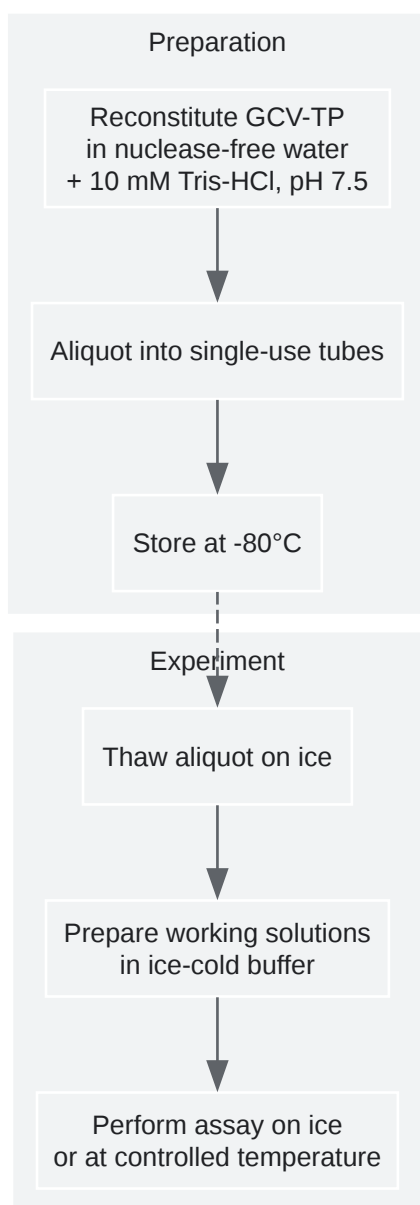 Preparation
Reconstitute GCV-TP
in nuclease-free water
+ 10 mM Tris-HCl, pH 7.5
Aliquot into single-use tubes
Store at -80°C
Experiment
Thaw aliquot on ice
Prepare working solutions
in ice-cold buffer
Perform assay on ice
or at controlled temperature